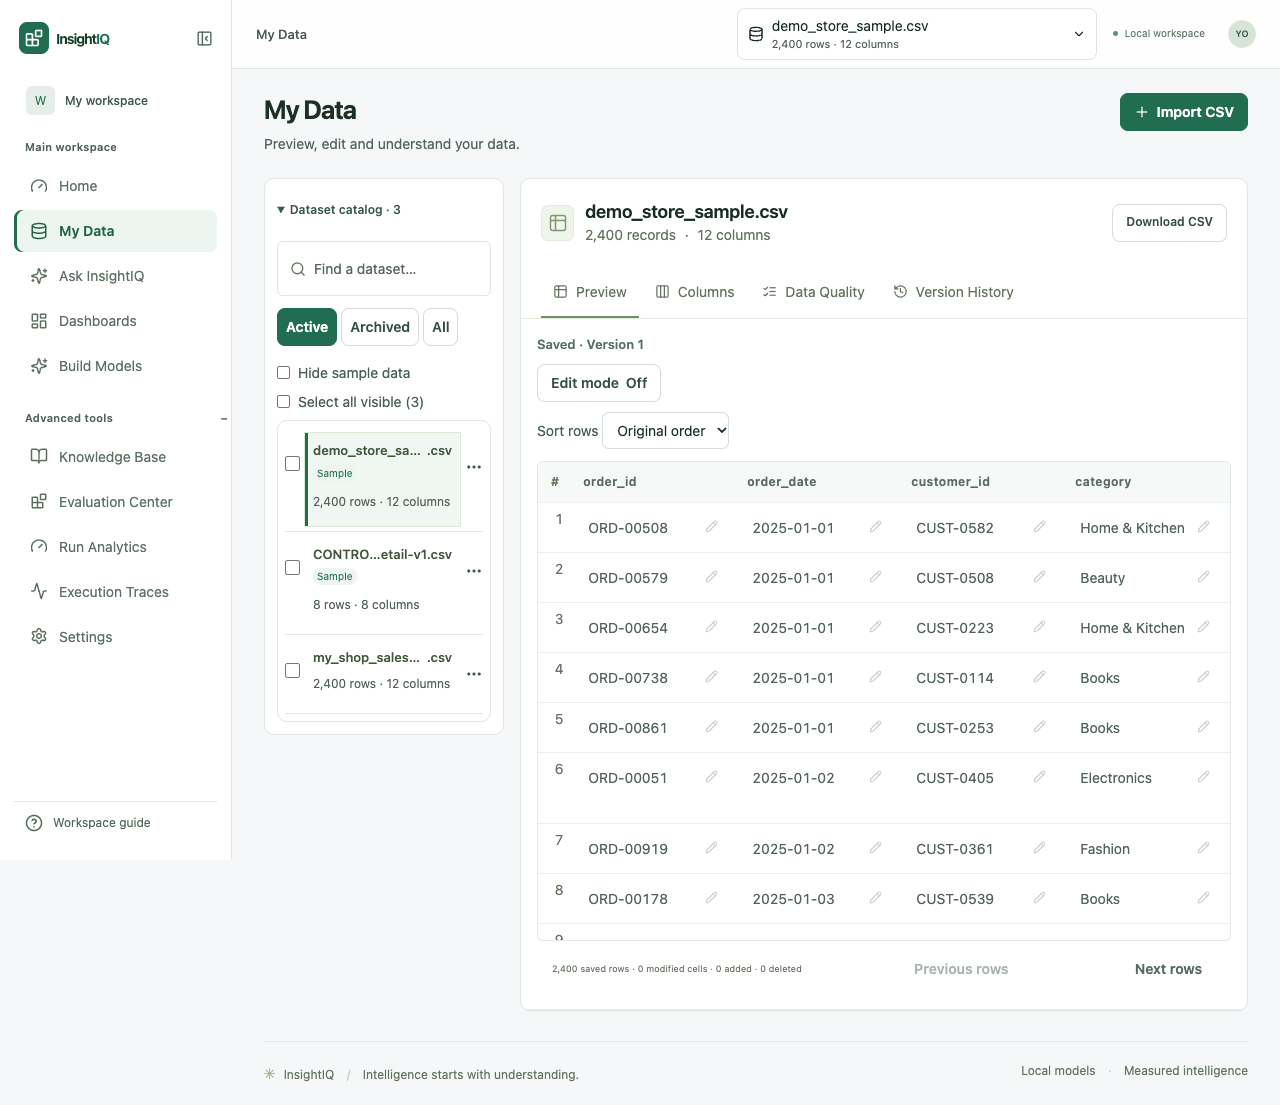 InsightIQ
My Data
demo_store_sample.csv
2,400 rows · 12 columns
Local workspace
YO
W
My workspace
Main workspace
Home
My Data
Ask InsightIQ
Dashboards
Build Models
Advanced tools
Knowledge Base
Evaluation Center
Run Analytics
Execution Traces
Settings
Workspace guide
My Data
Preview, edit and understand your data.
+ Import CSV
Dataset catalog · 3
Find a dataset...
Active Archived All
Hide sample data
Select all visible (3)
demo_store_sa... .csv
Sample
2,400 rows · 12 columns
CONTRO...etail-v1.csv
Sample
8 rows · 8 columns
my_shop_sales... .csv
2,400 rows · 12 columns
demo_store_sample.csv
2,400 records · 12 columns
Download CSV
Preview Columns Data Quality Version History
Saved · Version 1
Edit mode Off
Sort rows Original order
# order_id order_date customer_id category
1 ORD-00508 2025-01-01 CUST-0582 Home & Kitchen
2 ORD-00579 2025-01-01 CUST-0508 Beauty
3 ORD-00654 2025-01-01 CUST-0223 Home & Kitchen
4 ORD-00738 2025-01-01 CUST-0114 Books
5 ORD-00861 2025-01-01 CUST-0253 Books
6 ORD-00051 2025-01-02 CUST-0405 Electronics
7 ORD-00919 2025-01-02 CUST-0361 Fashion
8 ORD-00178 2025-01-03 CUST-0539 Books
9
2,400 saved rows · 0 modified cells · 0 added · 0 deleted
Previous rows
Next rows
InsightIQ / Intelligence starts with understanding.
Local models · Measured intelligence